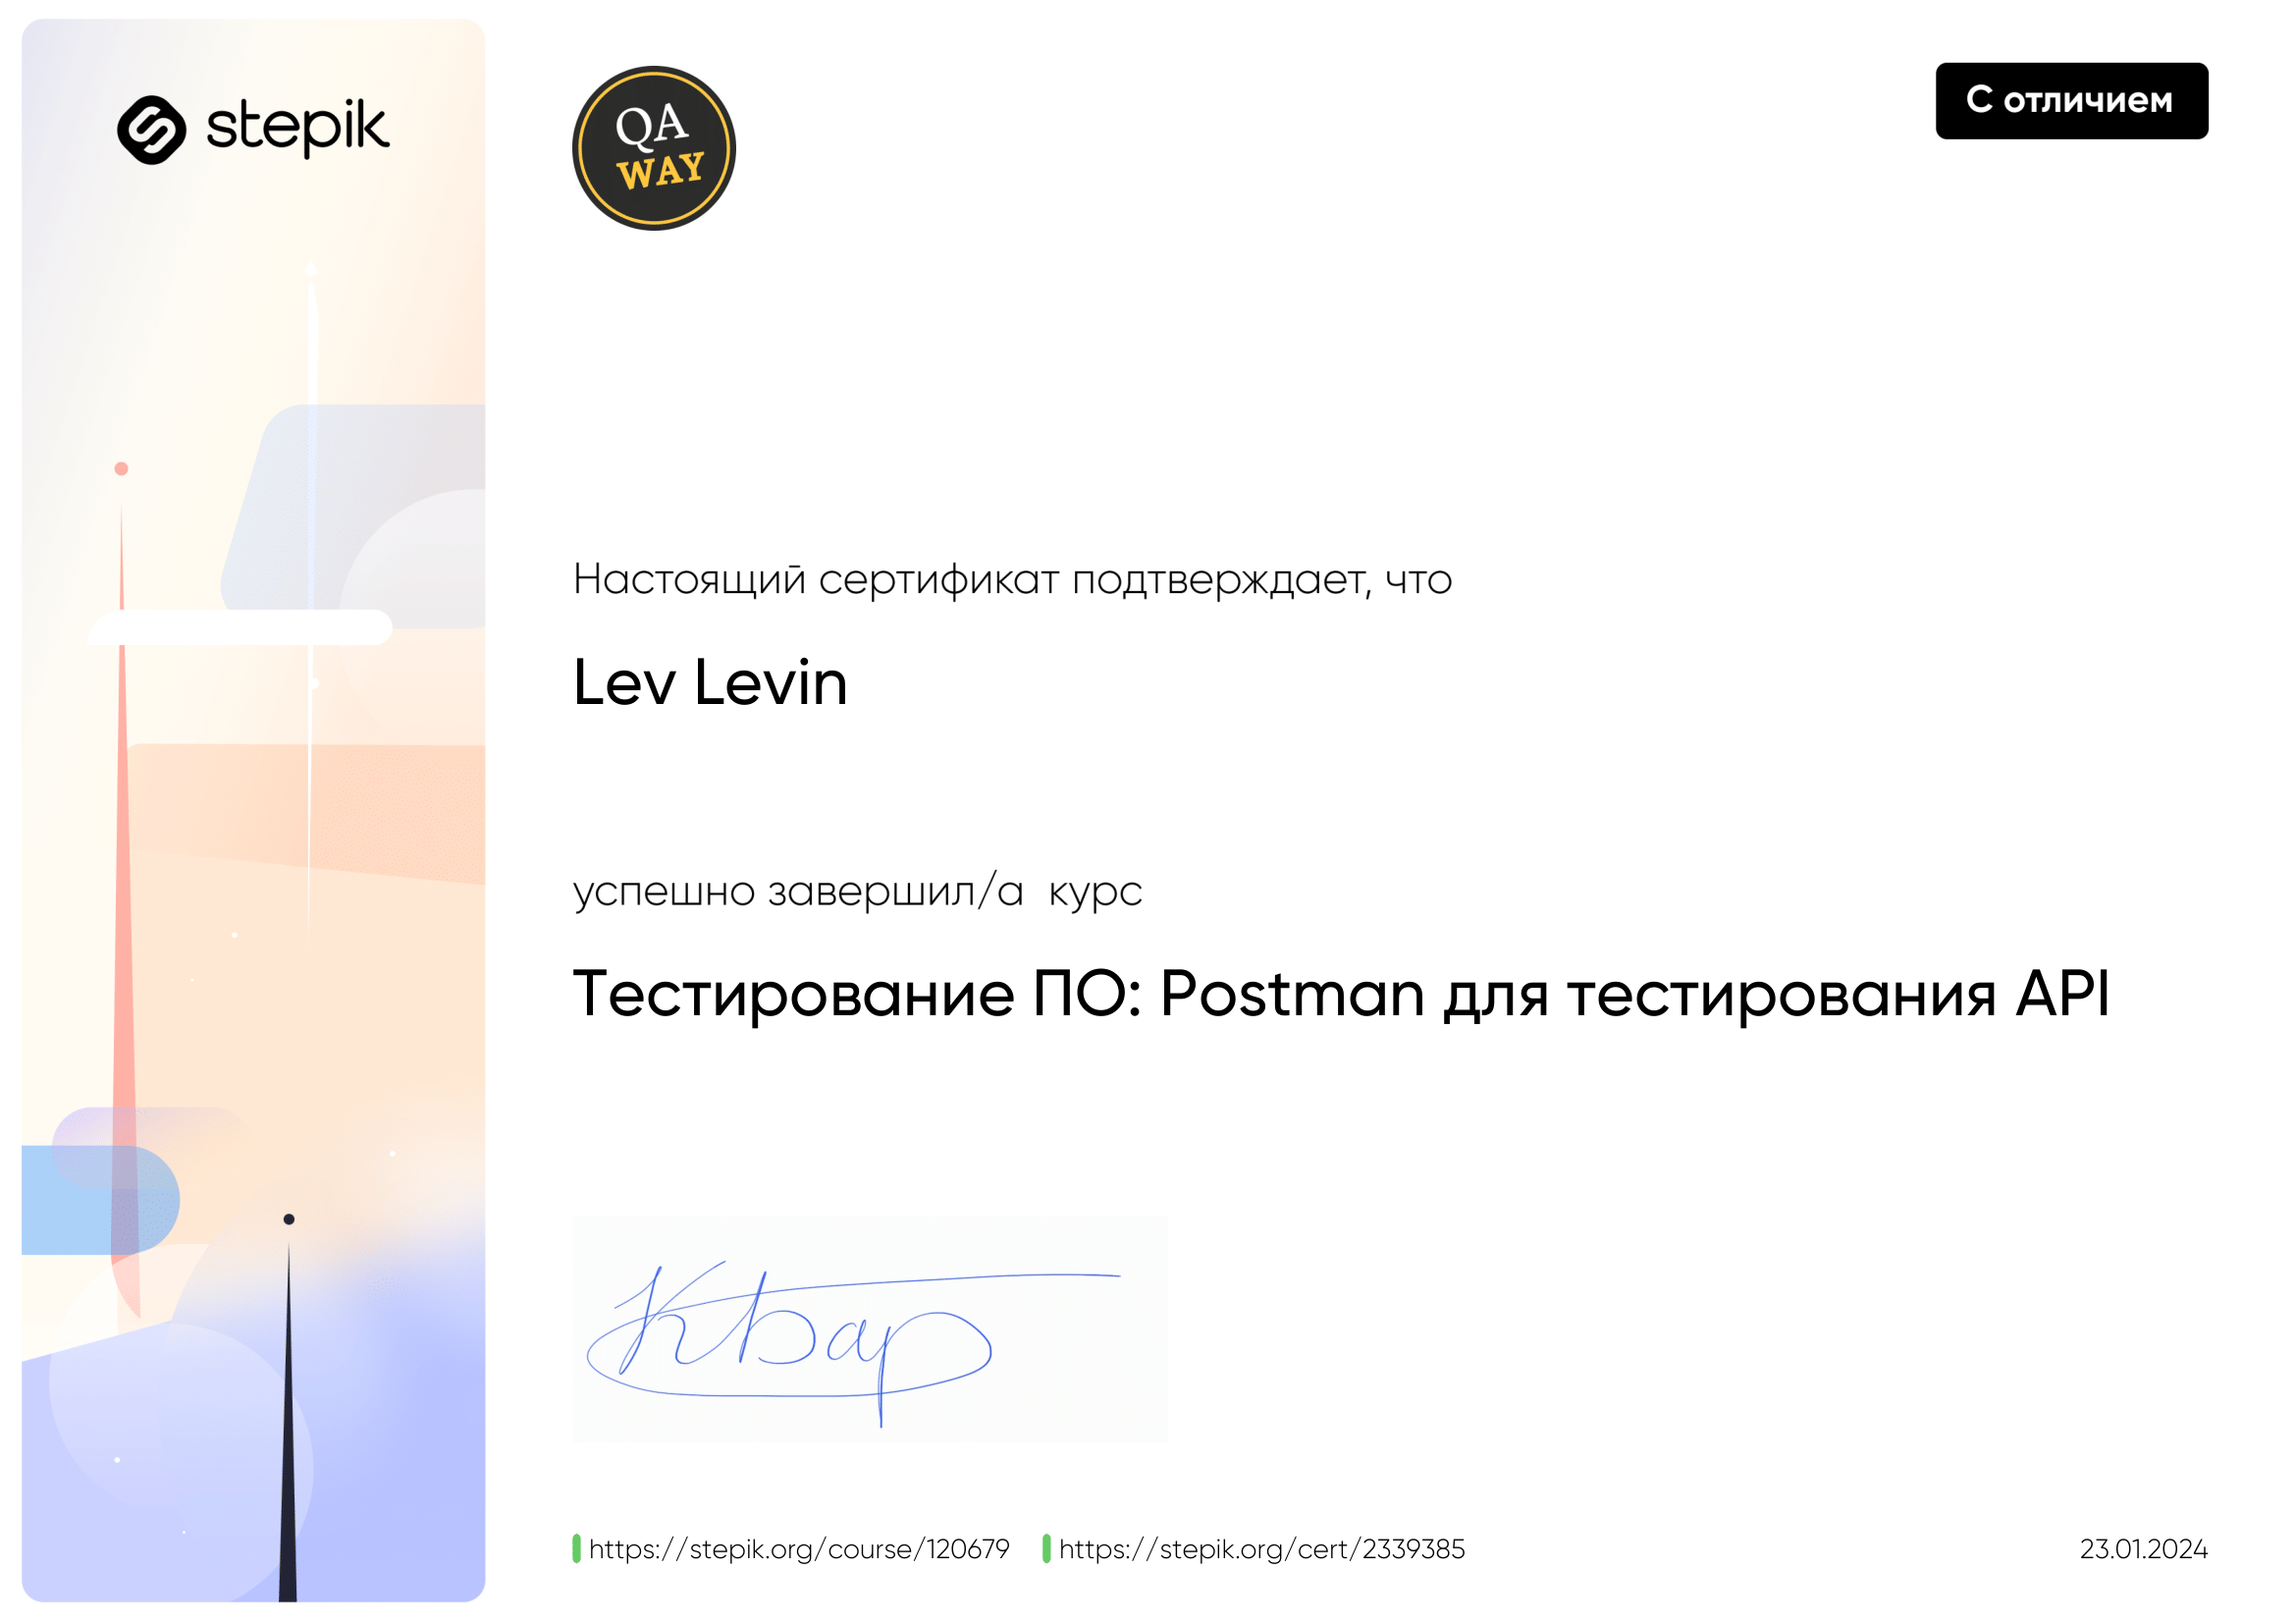 stepik
QA
WAY
С отличием
Настоящий сертификат подтверждает, что
Lev Levin
успешно завершил/а курс
Тестирование ПО: Postman для тестирования API
КБар
https://stepik.org/course/120679
https://stepik.org/cert/2339385
23.01.2024